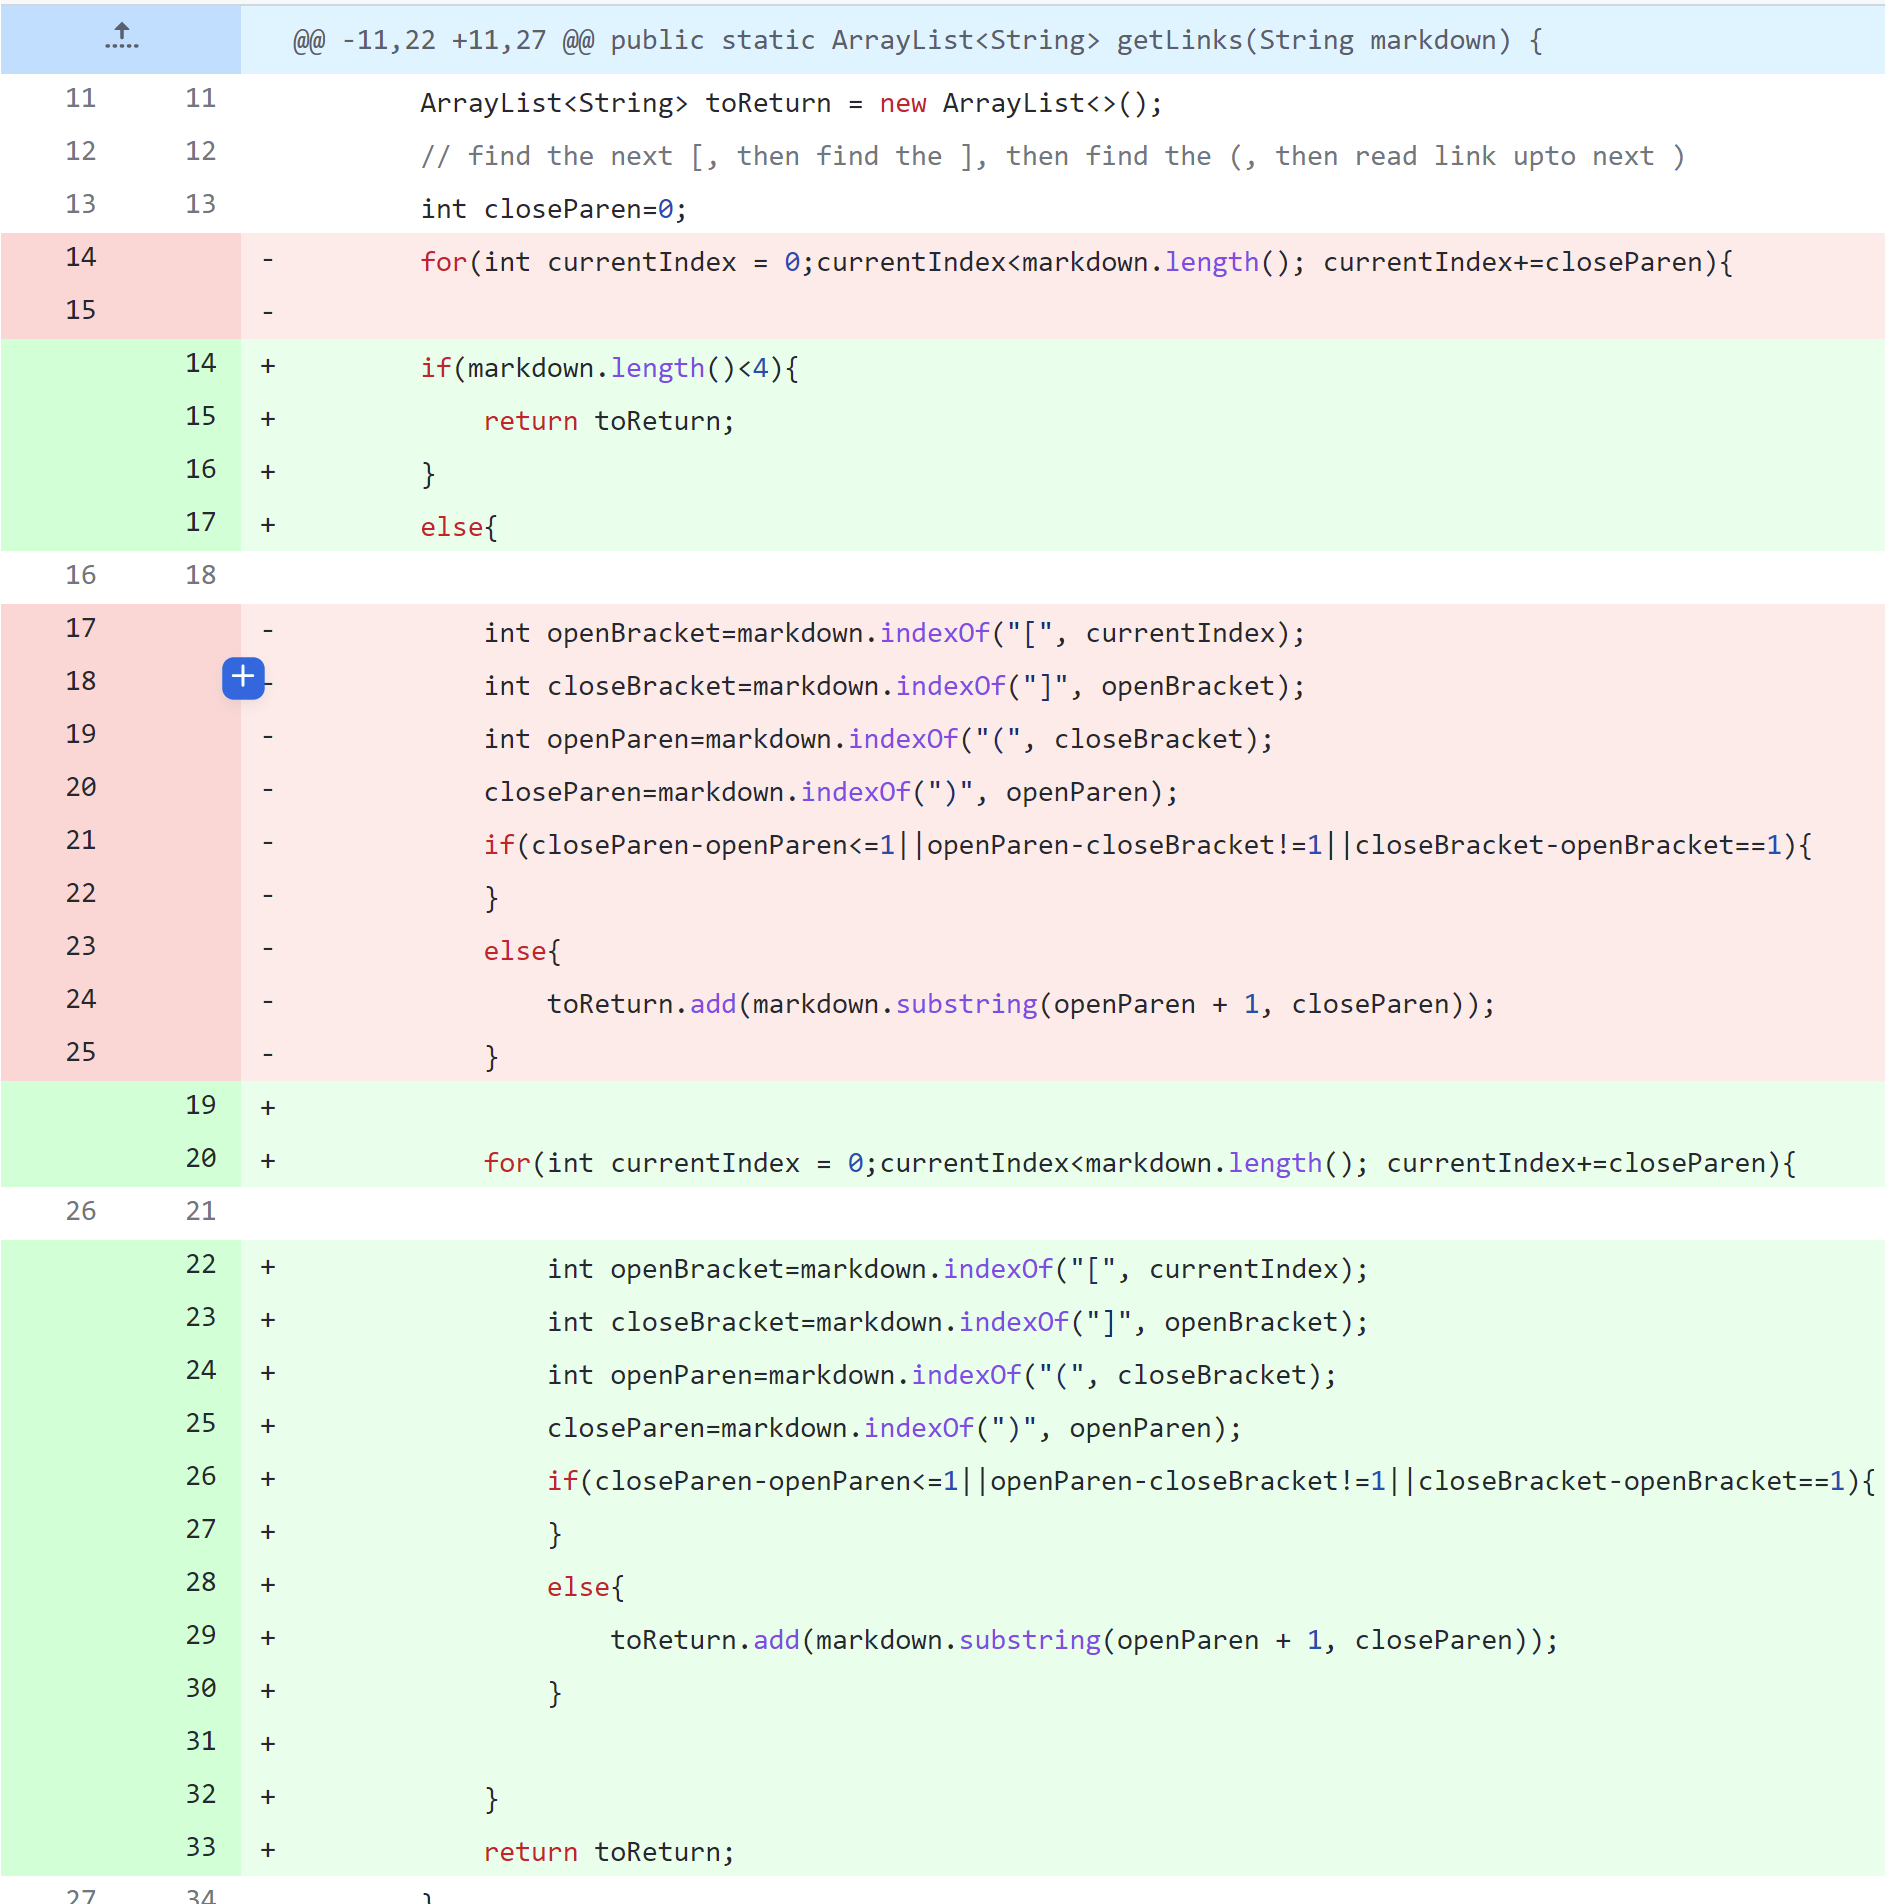 @@ -11,22 +11,27 @@ public static ArrayList<String> getLinks(String markdown) {
11 11 ArrayList<String> toReturn = new ArrayList<>();
12 12 // find the next [, then find the ], then find the (, then read link upto next )
13 13 int closeParen=0;
14 - for(int currentIndex = 0;currentIndex<markdown.length(); currentIndex+=closeParen){
15 -
14 + if(markdown.length()<4){
15 + return toReturn;
16 + }
17 + else{
16 18
17 - int openBracket=markdown.indexOf("[", currentIndex);
18 - int closeBracket=markdown.indexOf("]", openBracket);
19 - int openParen=markdown.indexOf("(", closeBracket);
20 - closeParen=markdown.indexOf(")", openParen);
21 - if(closeParen-openParen<=1||openParen-closeBracket!=1||closeBracket-openBracket==1){
22 - }
23 - else{
24 - toReturn.add(markdown.substring(openParen + 1, closeParen));
25 - }
19 +
20 + for(int currentIndex = 0;currentIndex<markdown.length(); currentIndex+=closeParen){
26 21
22 + int openBracket=markdown.indexOf("[", currentIndex);
23 + int closeBracket=markdown.indexOf("]", openBracket);
24 + int openParen=markdown.indexOf("(", closeBracket);
25 + closeParen=markdown.indexOf(")", openParen);
26 + if(closeParen-openParen<=1||openParen-closeBracket!=1||closeBracket-openBracket==1){
27 + }
28 + else{
29 + toReturn.add(markdown.substring(openParen + 1, closeParen));
30 + }
31 +
32 + }
33 + return toReturn;
27 34 }